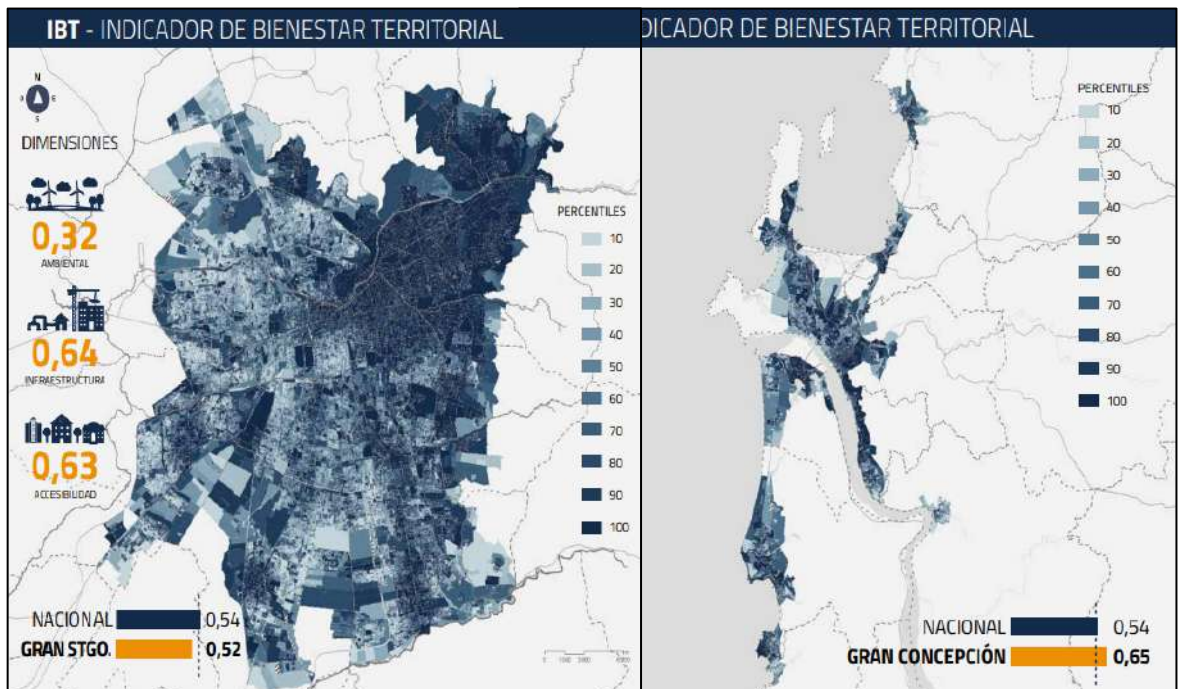 IBT - INDICADOR DE BIENESTAR TERRITORIAL
N
S
DIMENSIONES
0,32
AMBIENTAL
0,64
INFRAESTRUCTURA
0,63
ACCESIBILIDAD
PERCENTILES
10
20
30
40
50
60
70
80
90
100
NACIONAL 0,54
GRAN STGO. 0,52
DICADOR DE BIENESTAR TERRITORIAL
PERCENTILES
10
20
30
40
50
60
70
80
90
100
NACIONAL 0,54
GRAN CONCEPCIÓN 0,65